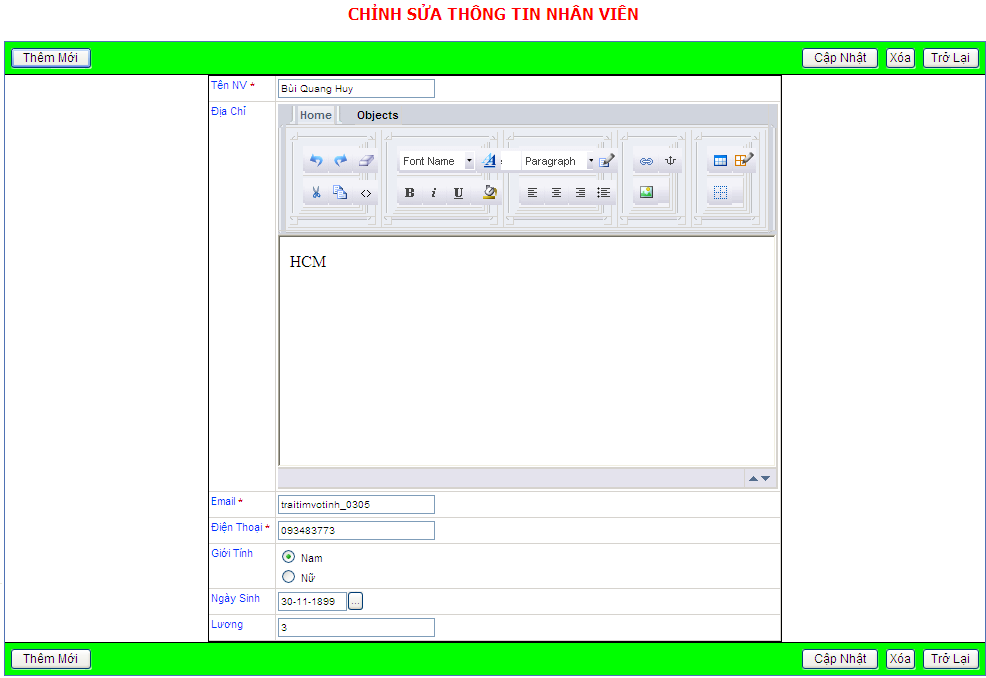 CHỈNH SỬA THÔNG TIN NHÂN VIÊN
Thêm Mới Cập Nhật Xóa Trở Lại
Tên NV * Bùi Quang Huy
Địa Chỉ
Home Objects
Font Name Paragraph
B i U
HCM
Email * traitimvotinh_0305
Điện Thoại * 093483773
Giới Tính
Nam
Nữ
Ngày Sinh 30-11-1899 ...
Lương 3
Thêm Mới Cập Nhật Xóa Trở Lại